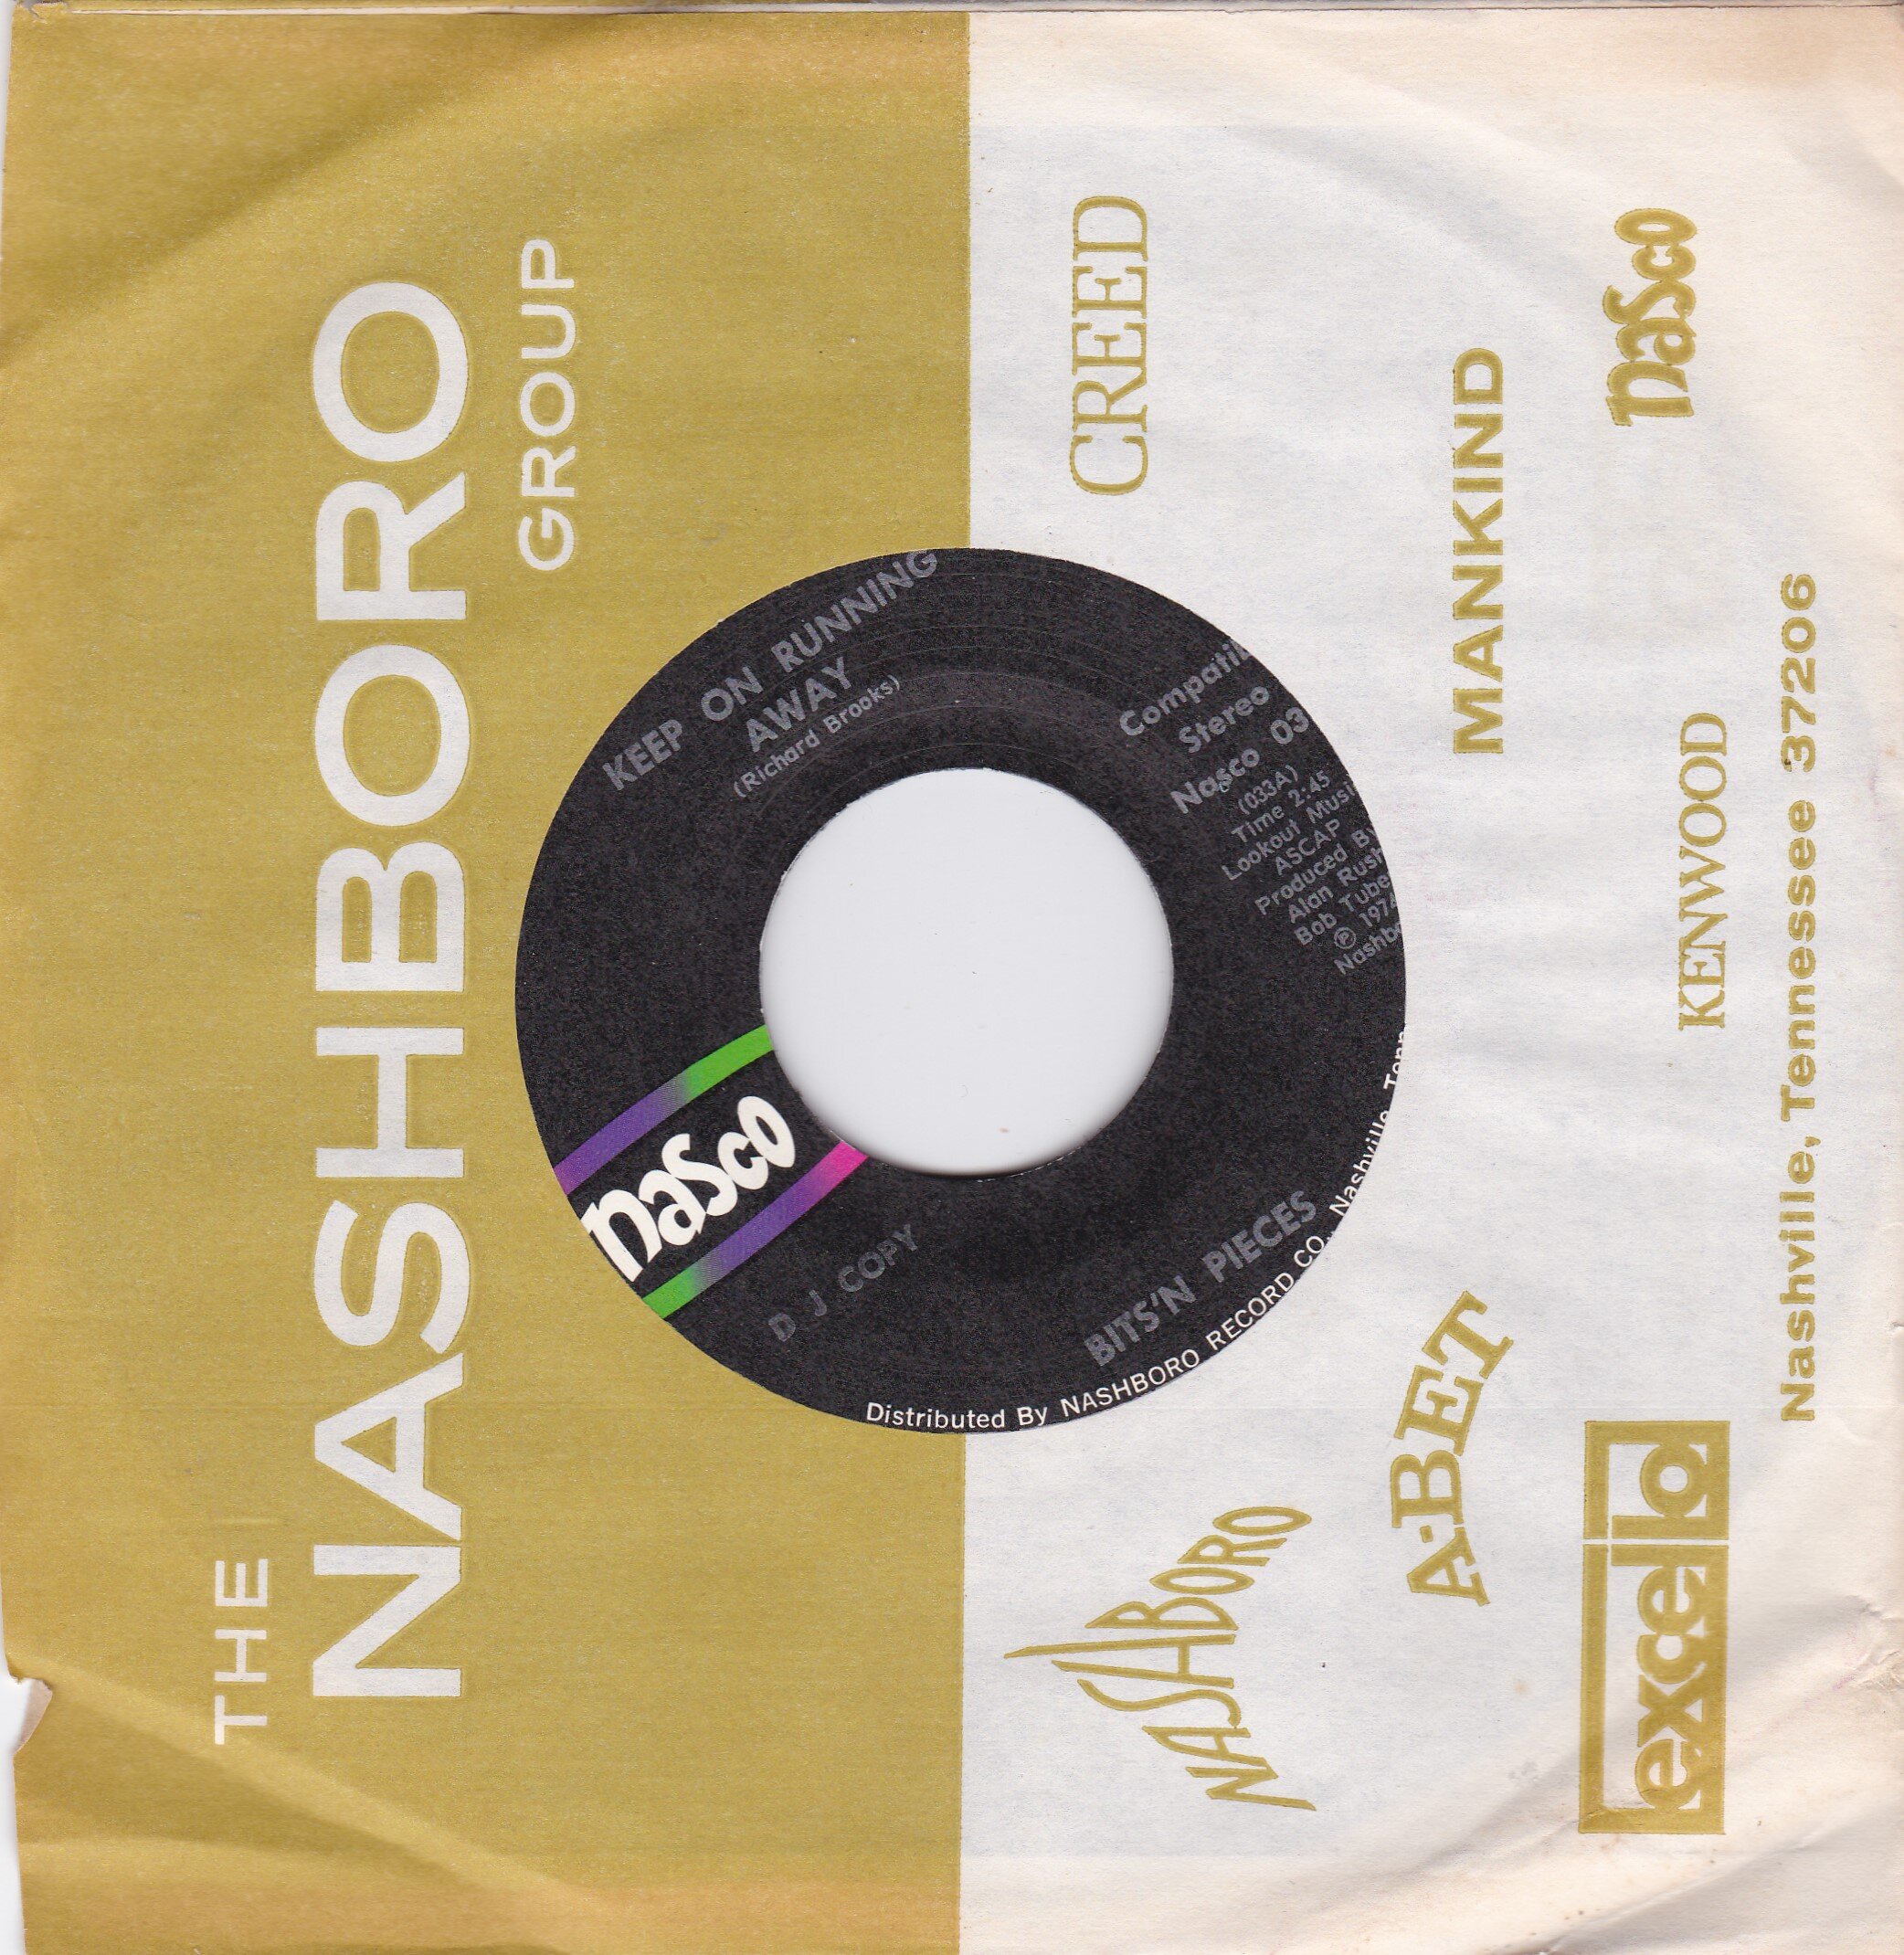 THE
NASHBORO
GROUP
KEEP ON RUNNING
AWAY
(Richard Brooks)
nasco
D J COPY
Stereo
Nasco
(033A)
Time 2:45
Lookout
ASCAP
Produced By
Alan Rush
Bob
℗
BITS'N PIECES
Distributed By NASHBORO RECORD CO., Nashville,
CREED
NASHBORO
MANKIND
A·BET
nasco
KENWOOD
excello
Nashville, Tennessee 37206